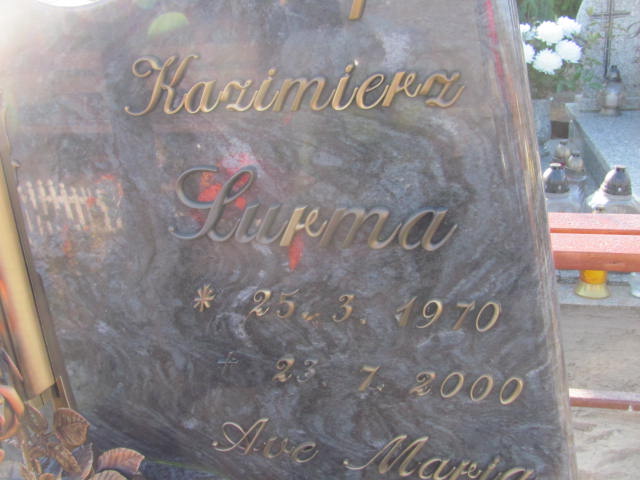 Kazimierz
Surma
* 25. 3. 1970
+ 23. 7. 2000
Ave Maria